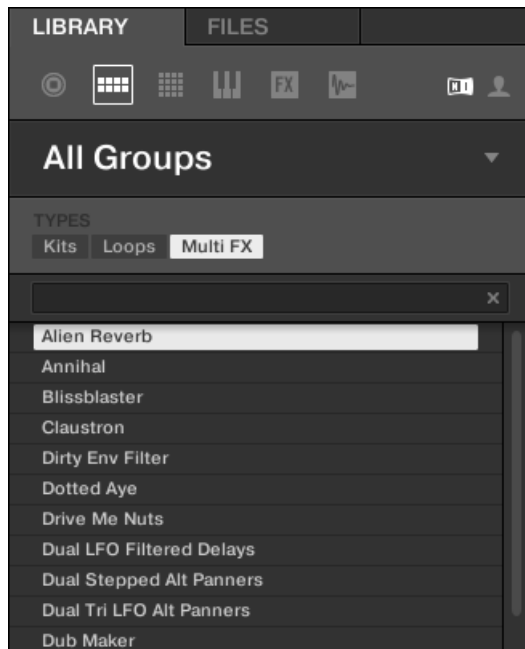 LIBRARY FILES
FX NI
All Groups
TYPES
Kits Loops Multi FX
Alien Reverb
Annihal
Blissblaster
Claustron
Dirty Env Filter
Dotted Aye
Drive Me Nuts
Dual LFO Filtered Delays
Dual Stepped Alt Panners
Dual Tri LFO Alt Panners
Dub Maker